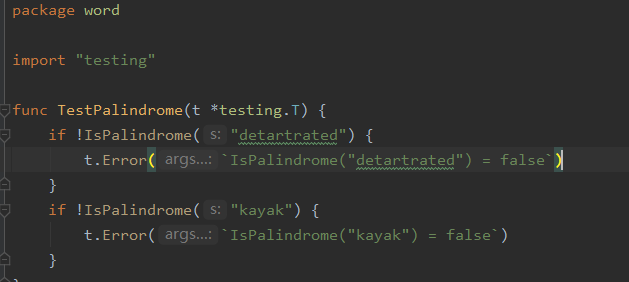 package word
import "testing"
func TestPalindrome(t *testing.T) {
if !IsPalindrome( s: "detartrated") {
t.Error( args...: `IsPalindrome("detartrated") = false`)
}
if !IsPalindrome( s: "kayak") {
t.Error( args...: `IsPalindrome("kayak") = false`)
}
}